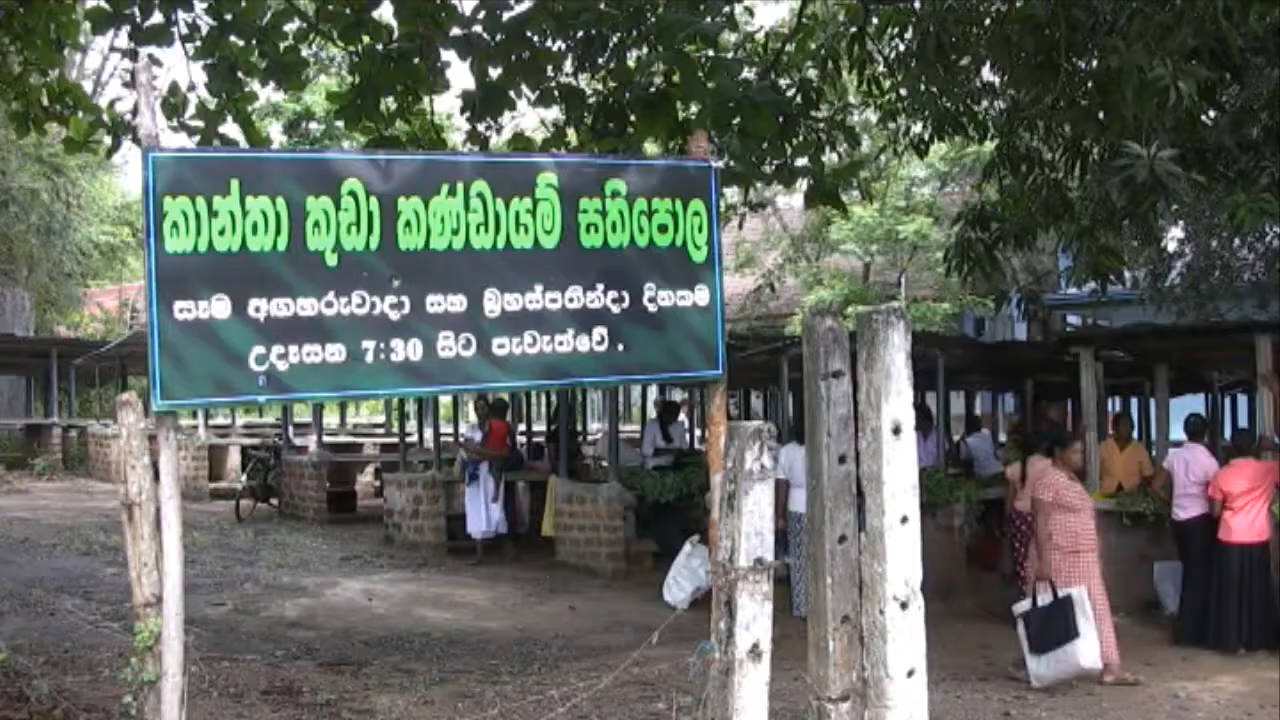 කාන්තා කුඩා කණ්ඩායම් සතිපොල
සෑම අඟහරුවාදා සහ බ්‍රහස්පතින්දා දිනකම
උදෑසන 7:30 සිට පැවැත්වේ.